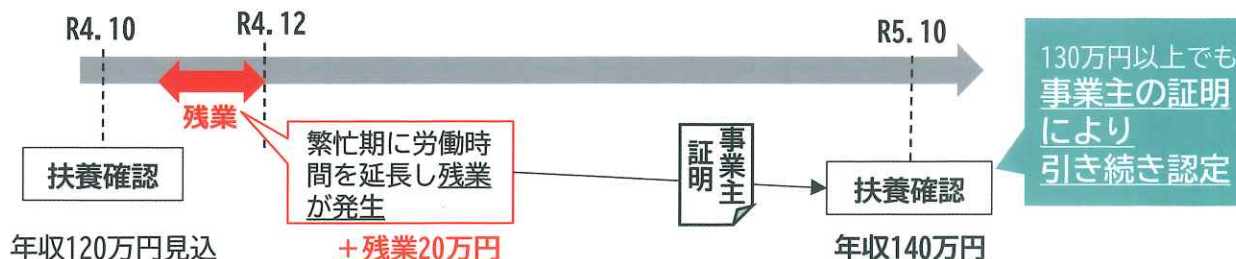 R4.10
R4.12
R5.10
残業
扶養確認
繁忙期に労働時
間を延長し残業
が発生
事業主
証明
扶養確認
130万円以上でも
事業主の証明
により
引き続き認定
年収120万円見込
＋残業20万円
年収140万円